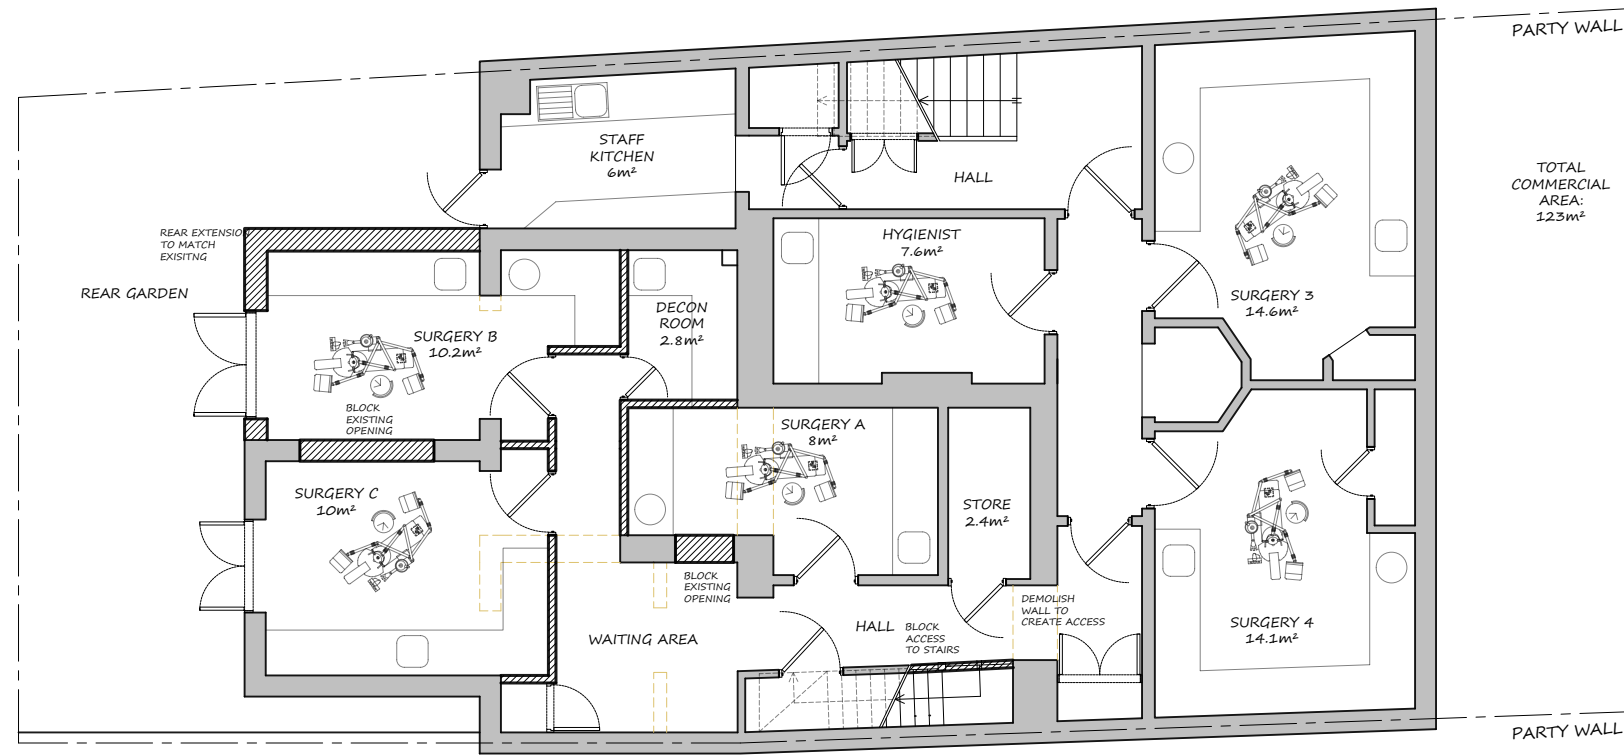 PARTY WALL
STAFF
KITCHEN
6m²
HALL
TOTAL
COMMERCIAL
AREA:
123m²
REAR EXTENSION
TO MATCH
EXISITNG
HYGIENIST
7.6m²
REAR GARDEN
SURGERY 3
14.6m²
SURGERY B
10.2m²
DECON
ROOM
2.8m²
BLOCK
EXISTING
OPENING
SURGERY A
8m²
SURGERY C
10m²
STORE
2.4m²
BLOCK
EXISTING
OPENING
DEMOLISH
WALL TO
CREATE ACCESS
WAITING AREA
HALL
BLOCK
ACCESS
TO STAIRS
SURGERY 4
14.1m²
PARTY WALL